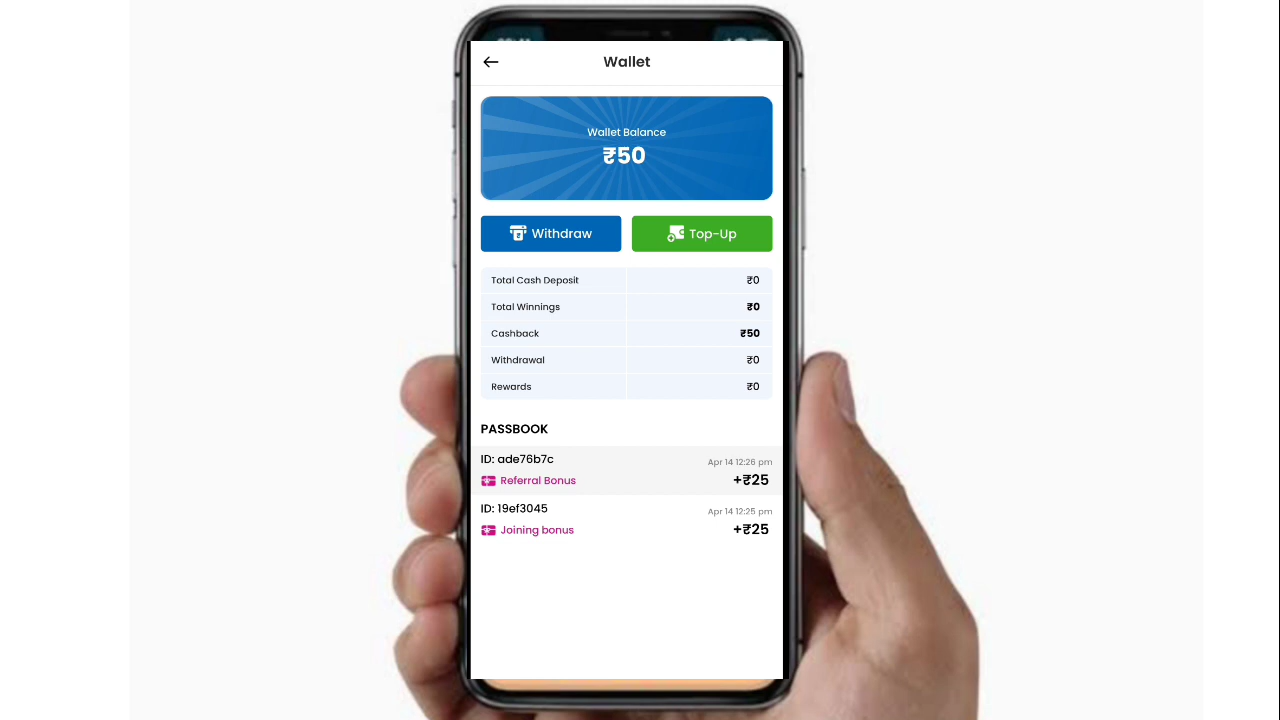 Wallet
Wallet Balance
₹50
Withdraw
Top-Up
Total Cash Deposit ₹0
Total Winnings ₹0
Cashback ₹50
Withdrawal ₹0
Rewards ₹0
PASSBOOK
ID: ade76b7c
Apr 14 12:26 pm
Referral Bonus
+₹25
ID: 19ef3045
Apr 14 12:25 pm
Joining bonus
+₹25